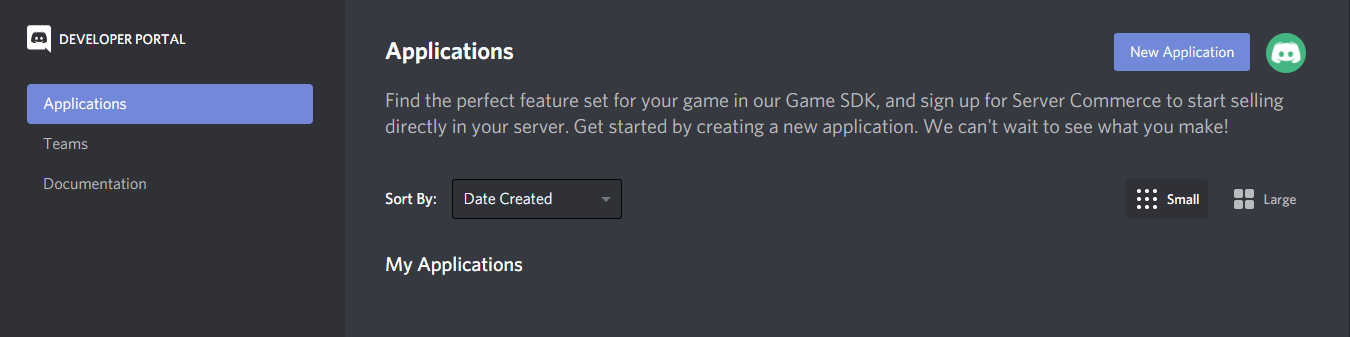 DEVELOPER PORTAL
Applications
Teams
Documentation
Applications
New Application
Find the perfect feature set for your game in our Game SDK, and sign up for Server Commerce to start selling
directly in your server. Get started by creating a new application. We can't wait to see what you make!
Sort By:
Date Created
Small
Large
My Applications